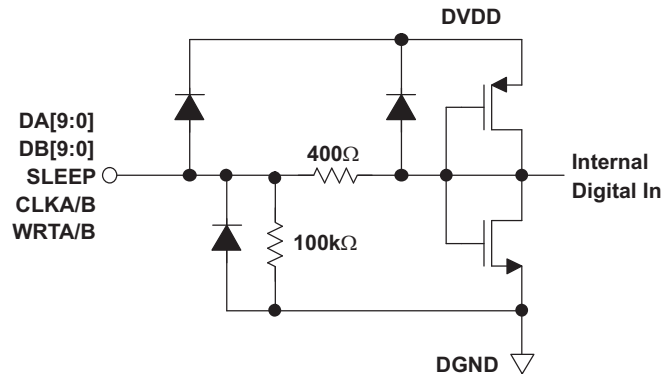 DVDD
DA[9:0]
DB[9:0]
SLEEP
CLKA/B
WRTA/B
400Ω
100kΩ
Internal
Digital In
DGND